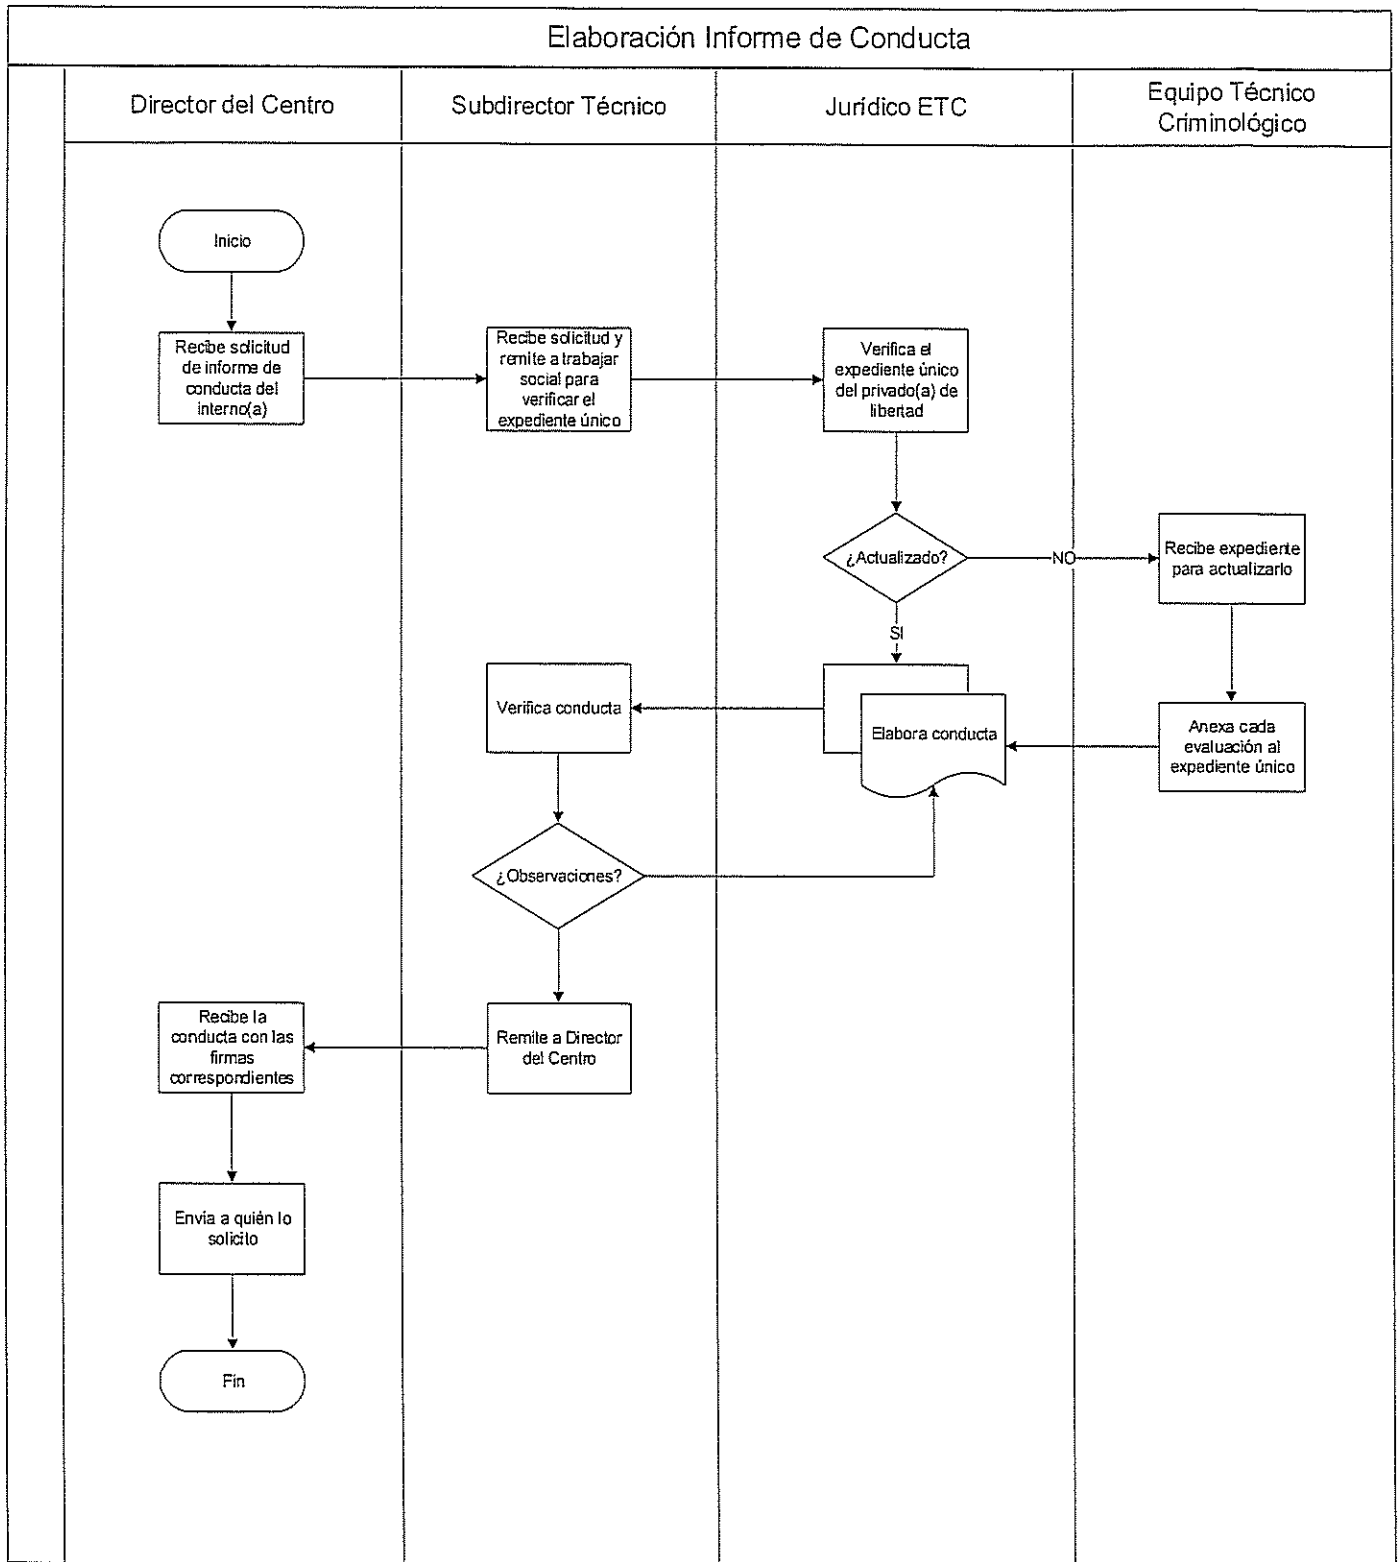 Elaboración Informe de Conducta
Director del Centro
Subdirector Técnico
Jurídico ETC
Equipo Técnico
Criminológico
Inicio
Recibe solicitud
de informe de
conducta del
interno(a)
Recibe solicitud y
remite a trabajar
social para
verificar el
expediente único
Verifica el
expediente único
del privado(a) de
libertad
¿Actualizado?
NO
Recibe expediente
para actualizarlo
SI
Verifica conducta
Elabora conducta
Anexa cada
evaluación al
expediente único
¿Observaciones?
Recibe la
conducta con las
firmas
correspondientes
Remite a Director
del Centro
Envía a quién lo
solicito
Fin